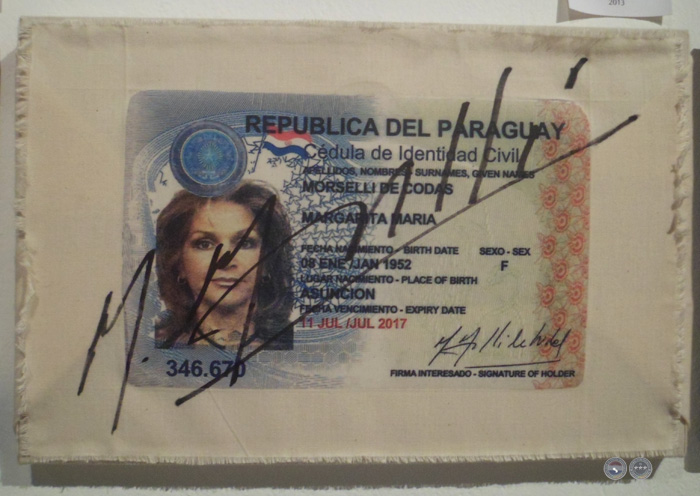 2013
REPUBLICA DEL PARAGUAY
Cédula de Identidad Civil
APELLIDOS, NOMBRES - SURNAMES, GIVEN NAMES
MORSELLI DE CODAS
MARGARITA MARIA
FECHA NACIMIENTO - BIRTH DATE SEXO - SEX
08 ENE/JAN 1952 F
LUGAR NACIMIENTO - PLACE OF BIRTH
ASUNCION
FECHA VENCIMIENTO - EXPIRY DATE
11 JUL /JUL 2017
346.670
FIRMA INTERESADO - SIGNATURE OF HOLDER